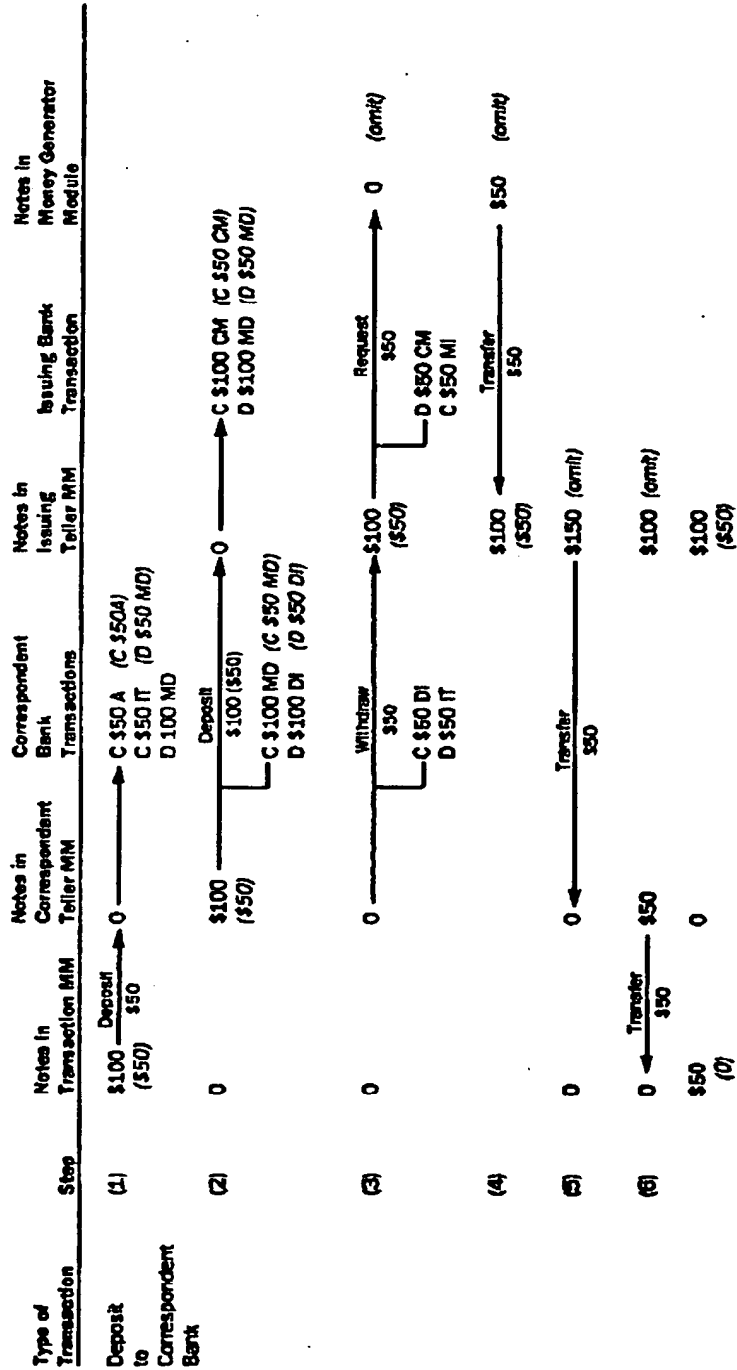 Type of Transaction
Step
Notes in Transaction MM
Notes in Correspondent Teller MM
Correspondent Bank Transactions
Notes in Issuing Teller MM
Issuing Bank Transaction
Notes in Money Generator Module
Deposit to Correspondent Bank
(1)
$100
($50)
Deposit
$50
0
C $50 A (C $50A)
C $50 IT (D $50 MD)
D 100 MD
(2)
0
$100
($50)
Deposit
$100 ($50)
C $100 MD (C $50 MD)
D $100 DI (D $50 DI)
0
C $100 CM (C $50 CM)
D $100 MD (D $50 MD)
(3)
0
0
Withdraw
$50
C $50 DI
D $50 IT
$100
($50)
Request
$50
D $50 CM
C $50 MI
0 (omit)
(4)
$100
($50)
Transfer
$50
$50 (omit)
(5)
0
0
Transfer
$50
$150 (omit)
(6)
0
Transfer
$50
$50
$100 (omit)
$50
(0)
0
$100
($50)